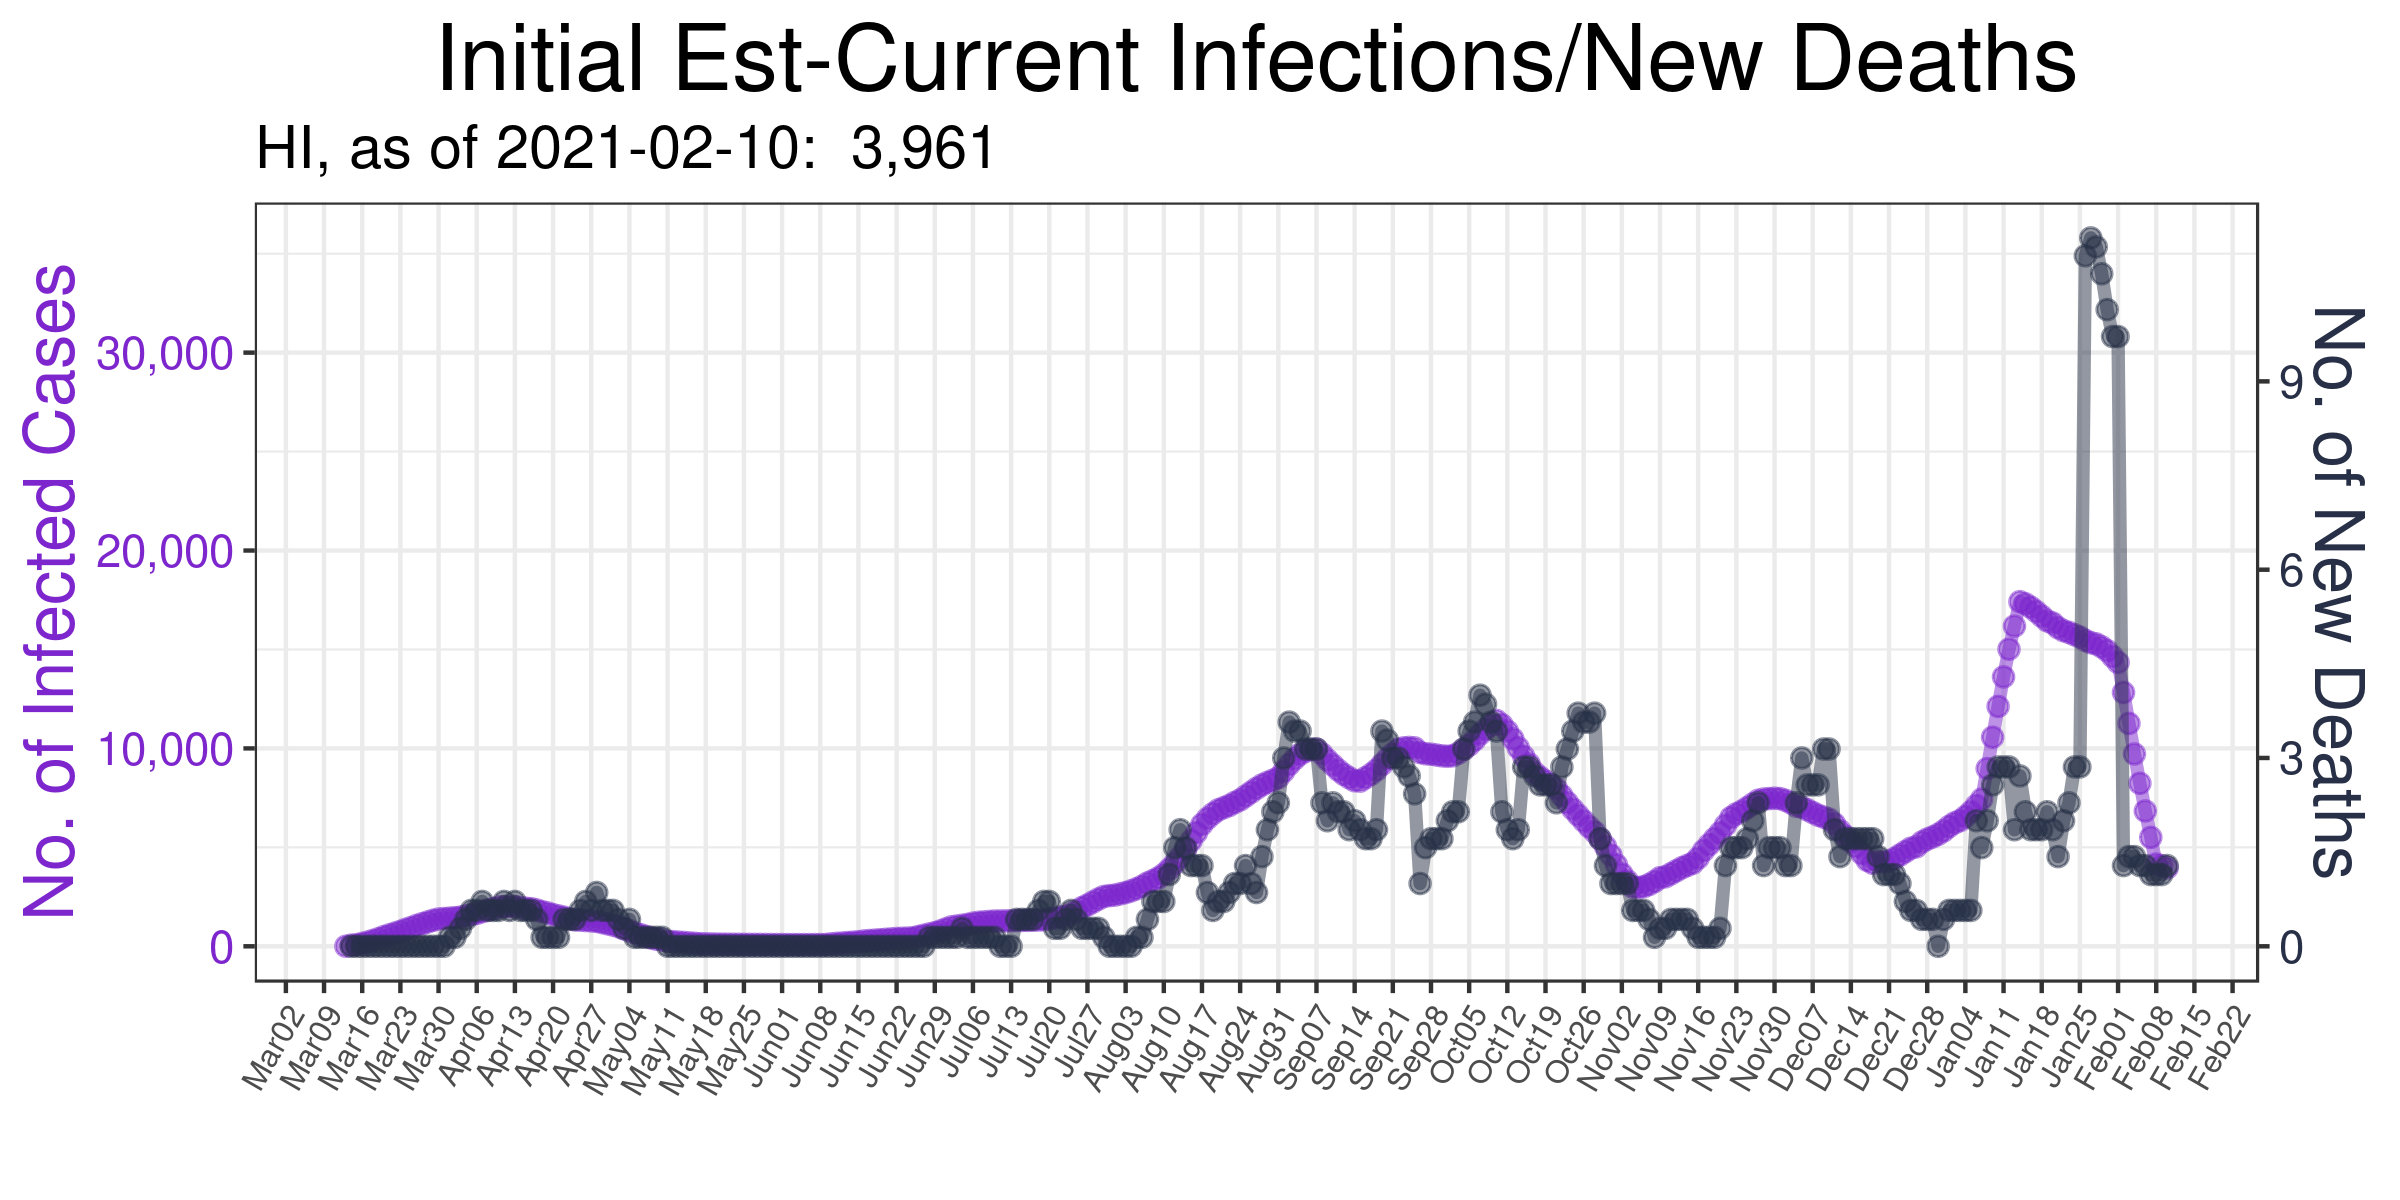 Initial Est-Current Infections/New Deaths
HI, as of 2021-02-10:  3,961
No. of Infected Cases
30,000
20,000
10,000
0
No. of New Deaths
9
6
3
0
Mar02
Mar09
Mar16
Mar23
Mar30
Apr06
Apr13
Apr20
Apr27
May04
May11
May18
May25
Jun01
Jun08
Jun15
Jun22
Jun29
Jul06
Jul13
Jul20
Jul27
Aug03
Aug10
Aug17
Aug24
Aug31
Sep07
Sep14
Sep21
Sep28
Oct05
Oct12
Oct19
Oct26
Nov02
Nov09
Nov16
Nov23
Nov30
Dec07
Dec14
Dec21
Dec28
Jan04
Jan11
Jan18
Jan25
Feb01
Feb08
Feb15
Feb22